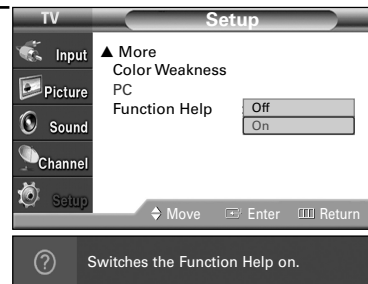 TV
Setup
Input
Picture
Sound
Channel
Setup
▲ More
Color Weakness
PC
Function Help : Off
On
Move Enter Return
? Switches the Function Help on.